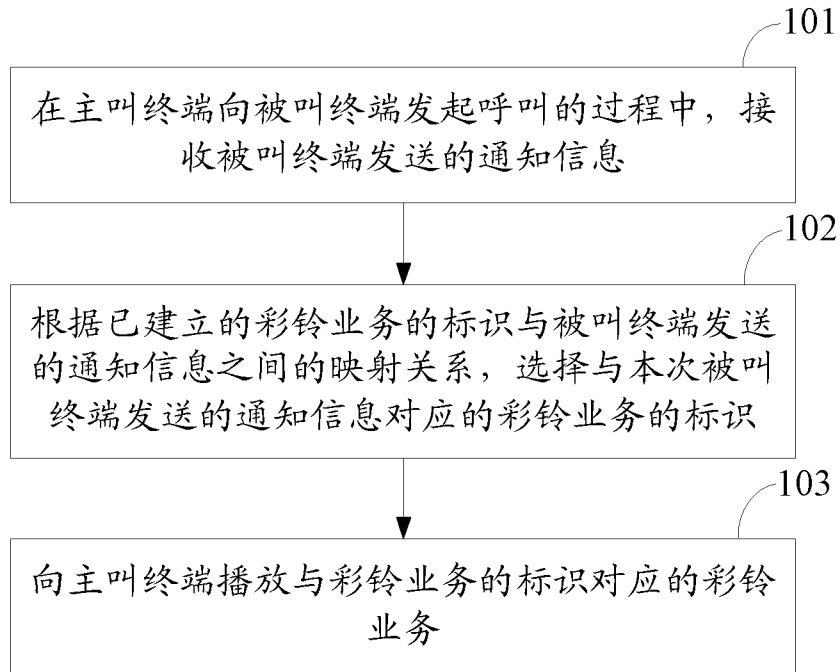 101
在主叫终端向被叫终端发起呼叫的过程中，接
收被叫终端发送的通知信息
102
根据已建立的彩铃业务的标识与被叫终端发送
的通知信息之间的映射关系，选择与本次被叫
终端发送的通知信息对应的彩铃业务的标识
103
向主叫终端播放与彩铃业务的标识对应的彩铃
业务